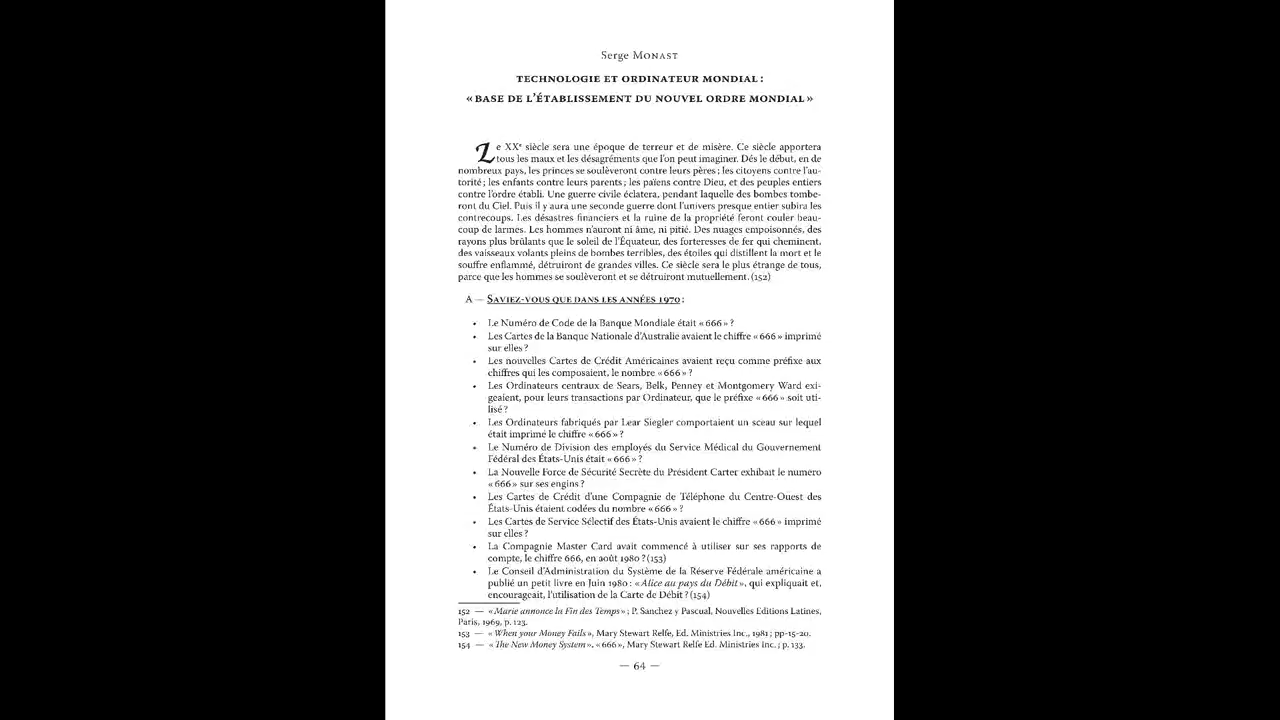 Serge Monast
TECHNOLOGIE ET ORDINATEUR MONDIAL :
« BASE DE L'ÉTABLISSEMENT DU NOUVEL ORDRE MONDIAL »
Le XXe siècle sera une époque de terreur et de misère. Ce siècle apportera
tous les maux et les désagréments que l'on peut imaginer. Dés le début, en de
nombreux pays, les princes se soulèveront contre leurs pères ; les citoyens contre l'au-
torité ; les enfants contre leurs parents ; les païens contre Dieu, et des peuples entiers
contre l'ordre établi. Une guerre civile éclatera, pendant laquelle des bombes tombe-
ront du Ciel. Puis il y aura une seconde guerre dont l'univers presque entier subira les
contrecoups. Les désastres financiers et la ruine de la propriété feront couler beau-
coup de larmes. Les hommes n'auront ni âme, ni pitié. Des nuages empoisonnés, des
rayons plus brûlants que le soleil de l'Équateur, des forteresses de fer qui cheminent,
des vaisseaux volants pleins de bombes terribles, des étoiles qui distillent la mort et le
souffre enflammé, détruiront de grandes villes. Ce siècle sera le plus étrange de tous,
parce que les hommes se soulèveront et se détruiront mutuellement. (152)
A — Saviez-vous que dans les années 1970 :
• Le Numéro de Code de la Banque Mondiale était « 666 » ?
• Les Cartes de la Banque Nationale d'Australie avaient le chiffre « 666 » imprimé
sur elles ?
• Les nouvelles Cartes de Crédit Américaines avaient reçu comme préfixe aux
chiffres qui les composaient, le nombre « 666 » ?
• Les Ordinateurs centraux de Sears, Belk, Penney et Montgomery Ward exi-
geaient, pour leurs transactions par Ordinateur, que le préfixe « 666 » soit uti-
lisé ?
• Les Ordinateurs fabriqués par Lear Siegler comportaient un sceau sur lequel
était imprimé le chiffre « 666 » ?
• Le Numéro de Division des employés du Service Médical du Gouvernement
Fédéral des États-Unis était « 666 » ?
• La Nouvelle Force de Sécurité Secrète du Président Carter exhibait le numero
« 666 » sur ses engins ?
• Les Cartes de Crédit d'une Compagnie de Téléphone du Centre-Ouest des
États-Unis étaient codées du nombre « 666 » ?
• Les Cartes de Service Sélectif des États-Unis avaient le chiffre « 666 » imprimé
sur elles ?
• La Compagnie Master Card avait commencé à utiliser sur ses rapports de
compte, le chiffre 666, en août 1980 ? (153)
• Le Conseil d'Administration du Système de la Réserve Fédérale américaine a
publié un petit livre en Juin 1980 : « Alice au pays du Débit », qui expliquait et,
encourageait, l'utilisation de la Carte de Débit ? (154)
152 — « Marie annonce la Fin des Temps » ; P. Sanchez y Pascual, Nouvelles Editions Latines,
Paris, 1969, p. 123.
153 — « When your Money Fails », Mary Stewart Relfe, Ed. Ministries Inc., 1981 ; pp-15-20.
154 — « The New Money System », « 666 », Mary Stewart Relfe Ed. Ministries Inc. ; p. 133.
— 64 —